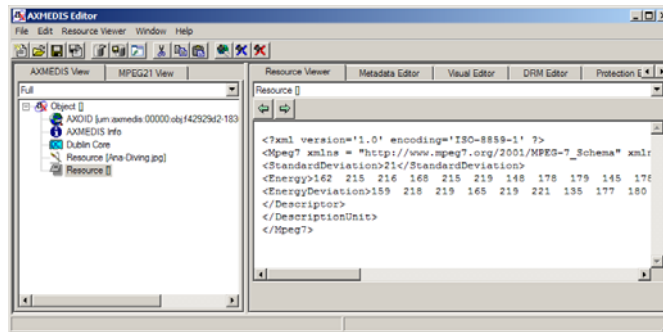 AXMEDIS Editor
File Edit Resource Viewer Window Help
AXMEDIS View MPEG21 View
Full
Object []
AXOID [urn:axmedis:00000:obj:f42929d2-183
AXMEDIS Info
Dublin Core
Resource [Ana-Diving.jpg]
Resource []
Resource Viewer Metadata Editor Visual Editor DRM Editor Protection E
Resource []
<?xml version='1.0' encoding='ISO-8859-1' ?>
<Mpeg7 xmlns = "http://www.mpeg7.org/2001/MPEG-7_Schema" xmlr
<StandardDeviation>21</StandardDeviation>
<Energy>162 215 216 168 215 219 148 178 179 145 178
<EnergyDeviation>159 218 219 165 219 221 135 177 180
</Descriptor>
</DescriptionUnit>
</Mpeg7>